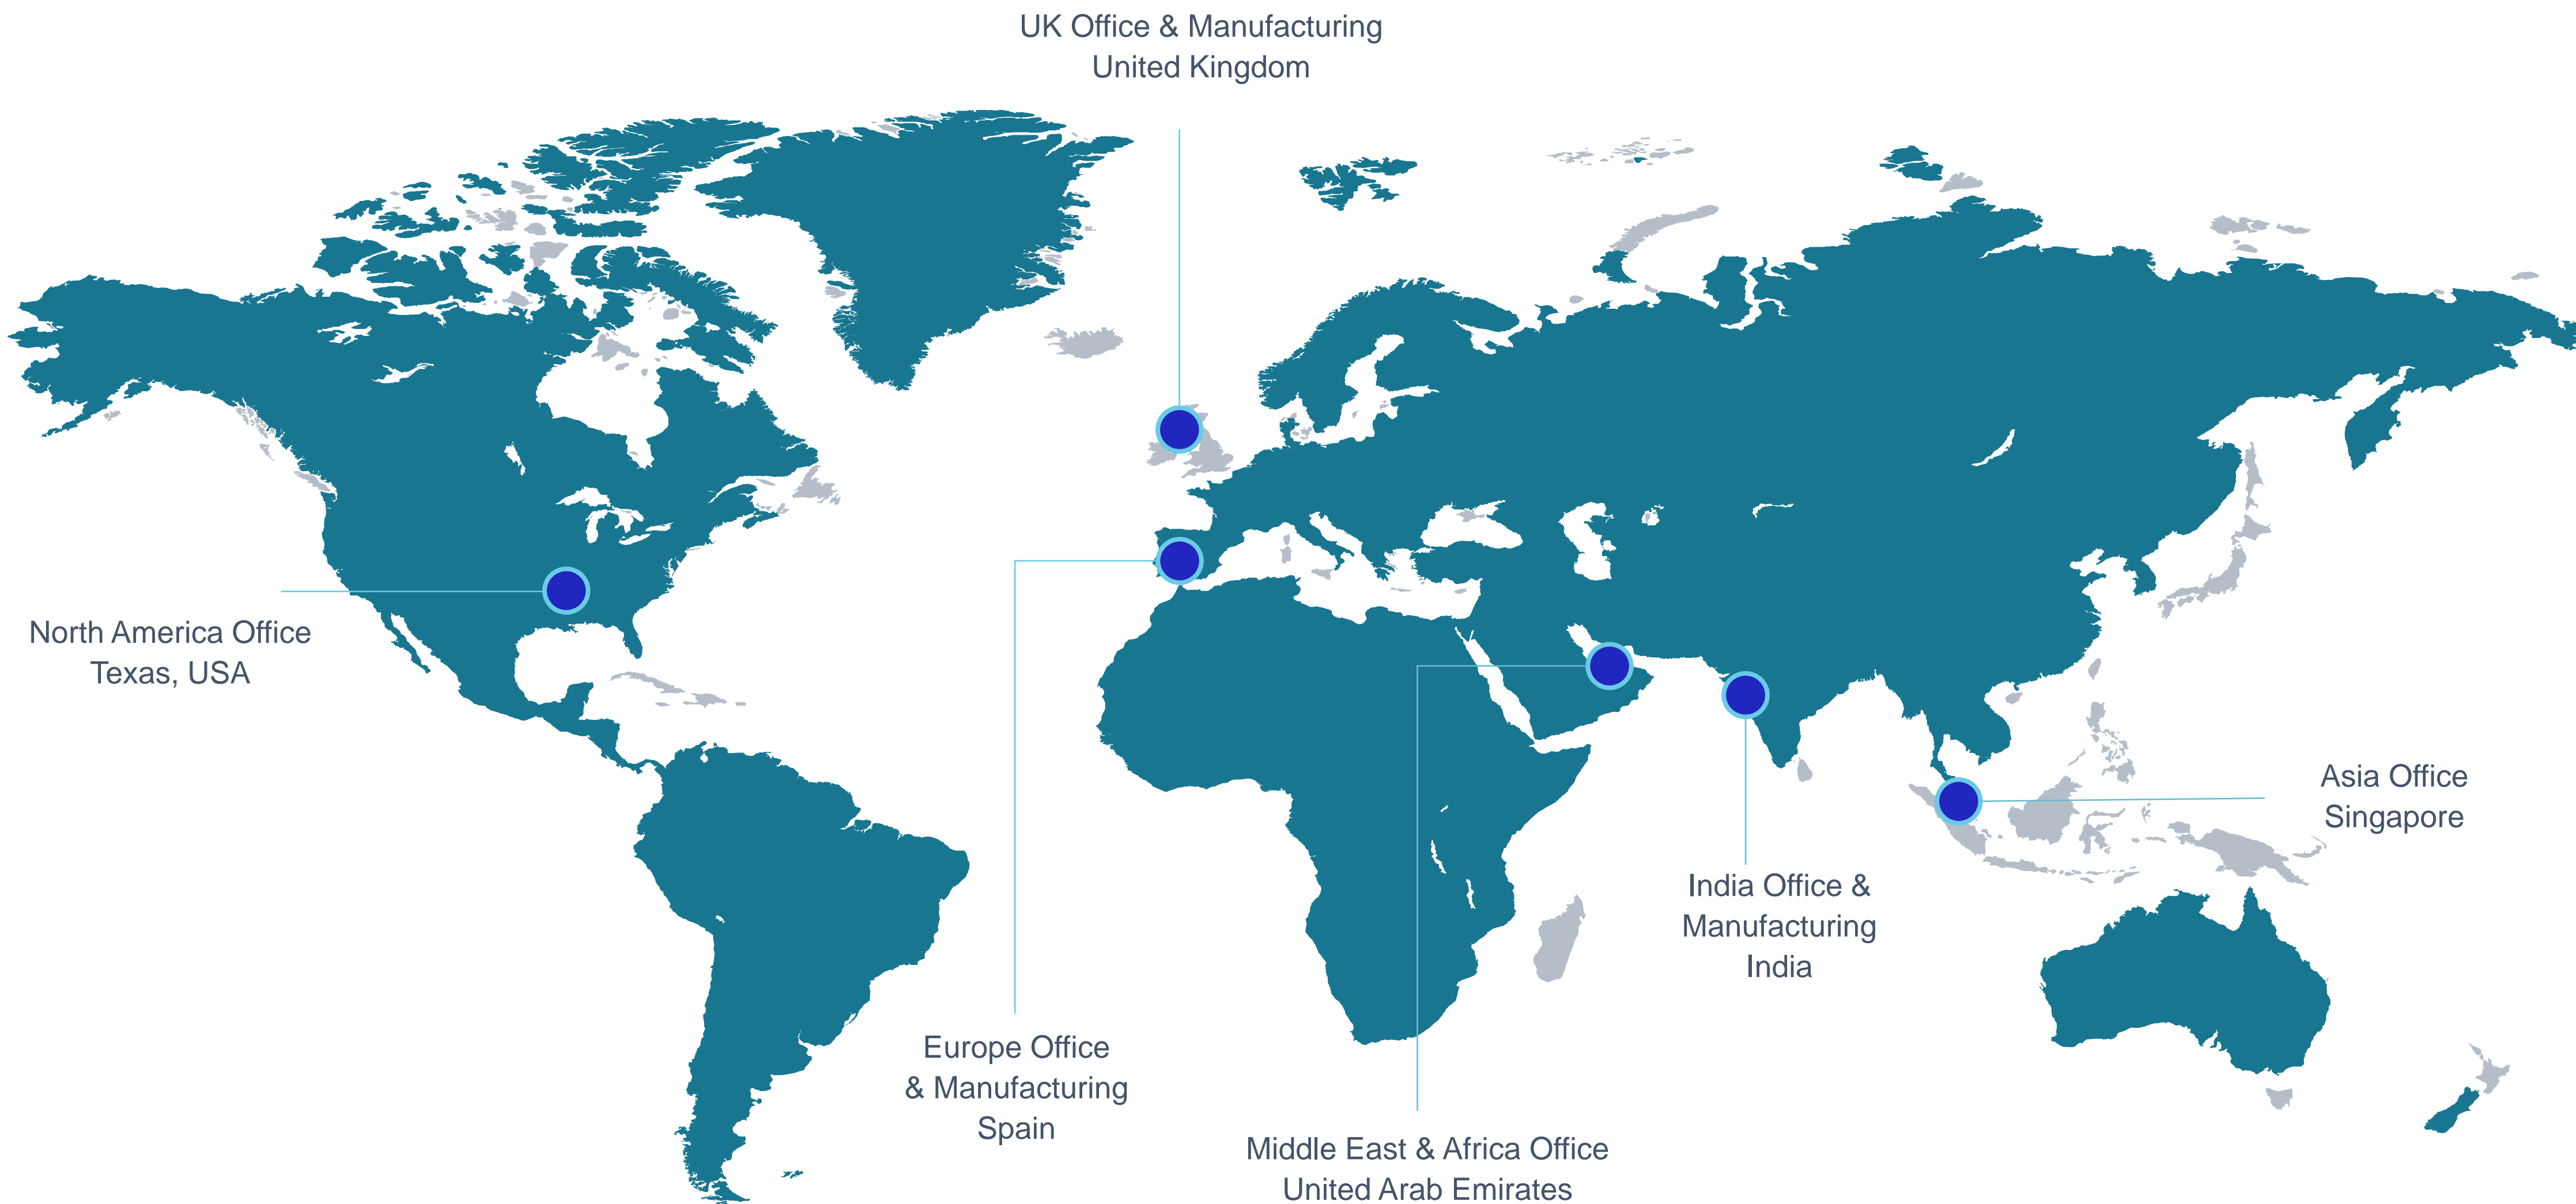 UK Office & Manufacturing
United Kingdom
North America Office
Texas, USA
Asia Office
Singapore
India Office &
Manufacturing
India
Europe Office
& Manufacturing
Spain
Middle East & Africa Office
United Arab Emirates